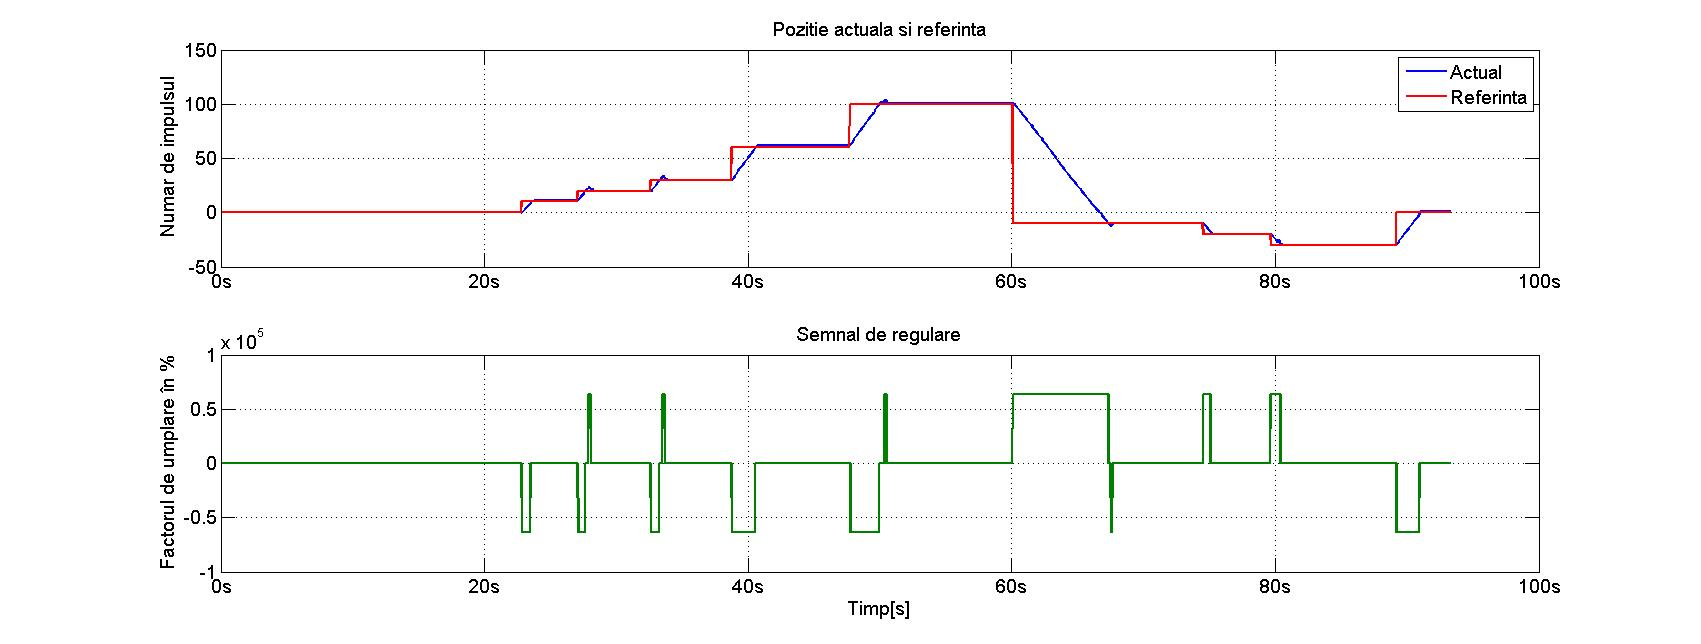 Pozitie actuala si referinta
Numar de impulsul
150
100
50
0
-50
Actual
Referinta
0s
20s
40s
60s
80s
100s
Semnal de regulare
x 10^5
Factorul de umplare în %
1
0.5
0
-0.5
-1
0s
20s
40s
60s
80s
100s
Timp[s]